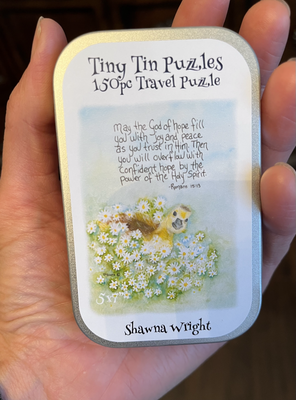 Tiny Tin Puzzles
150pc Travel Puzzle
May the God of hope fill
you with Joy and peace
as you trust in Him. Then
you will overflow with
confident hope by the
power of the Holy Spirit
Romans 15:13
5"x7"
Shawna Wright